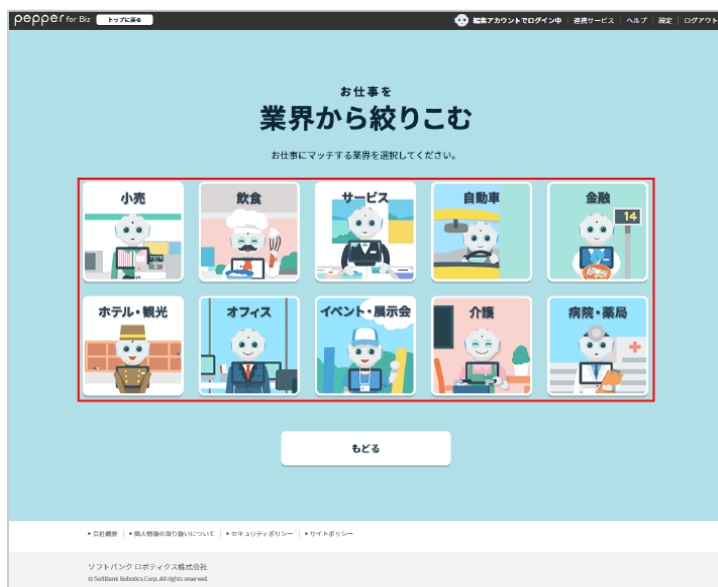 pepper for Biz トップに戻る 編集アカウントでログイン中 連携サービス ヘルプ 設定 ログアウト
お仕事を
業界から絞りこむ
お仕事にマッチする業界を選択してください。
小売 飲食 サービス 自動車 金融
14
ホテル・観光 オフィス イベント・展示会 介護 病院・薬局
もどる
▶会社概要 ▶個人情報の取り扱いについて ▶セキュリティポリシー ▶サイトポリシー
ソフトバンク ロボティクス株式会社
© SoftBank Robotics Corp. All rights reserved.